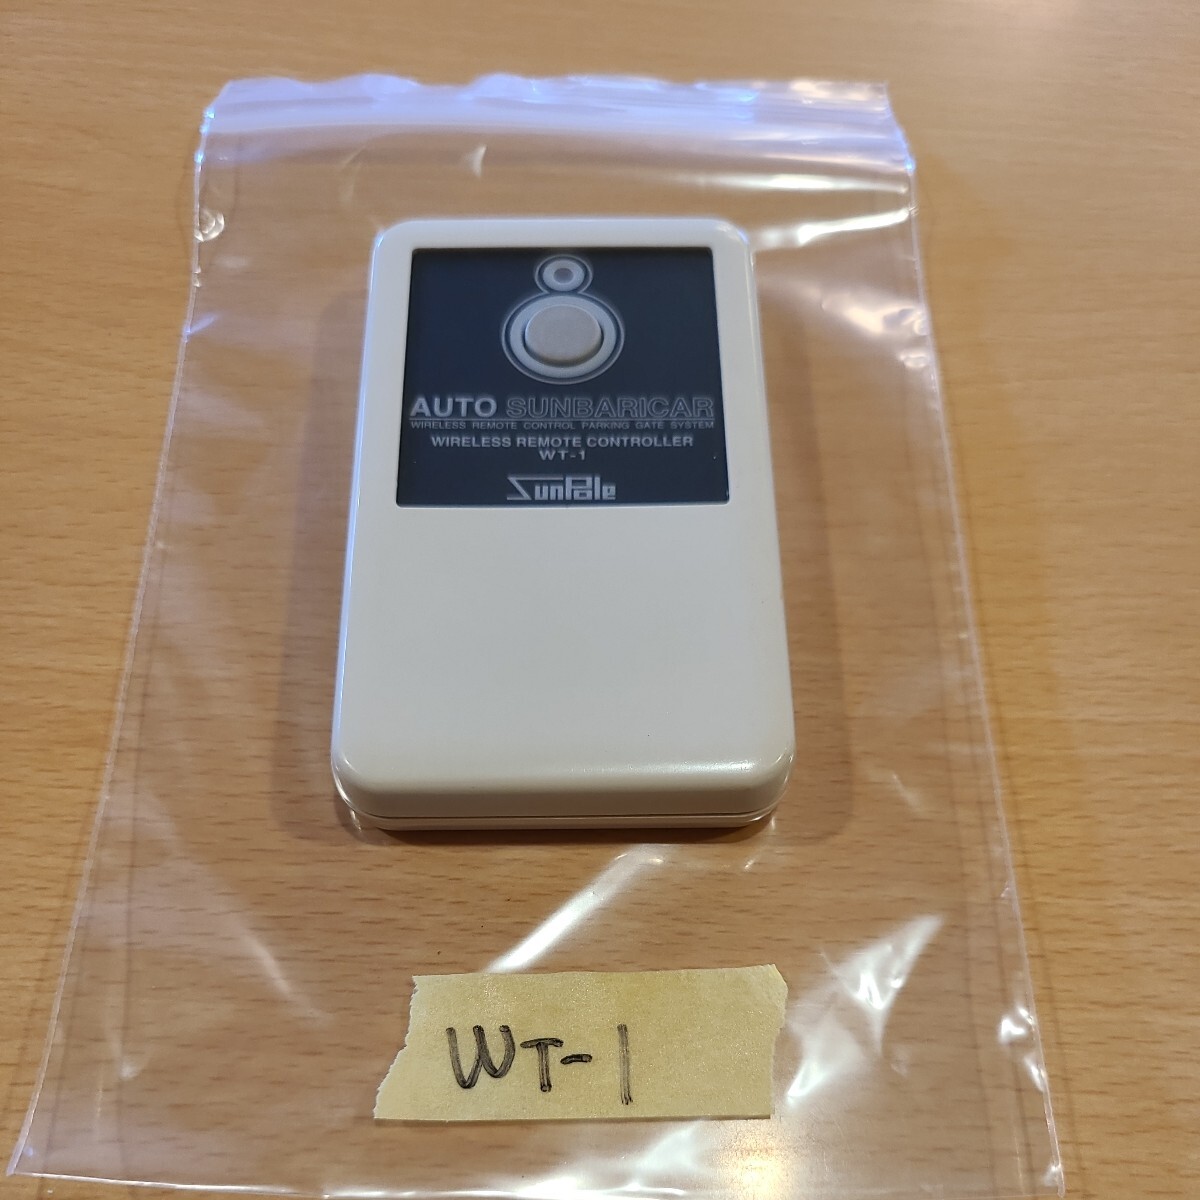 AUTO SUNBARICAR
WIRELESS REMOTE CONTROL PARKING GATE SYSTEM
WIRELESS REMOTE CONTROLLER
WT-1
SunPole
WT-1